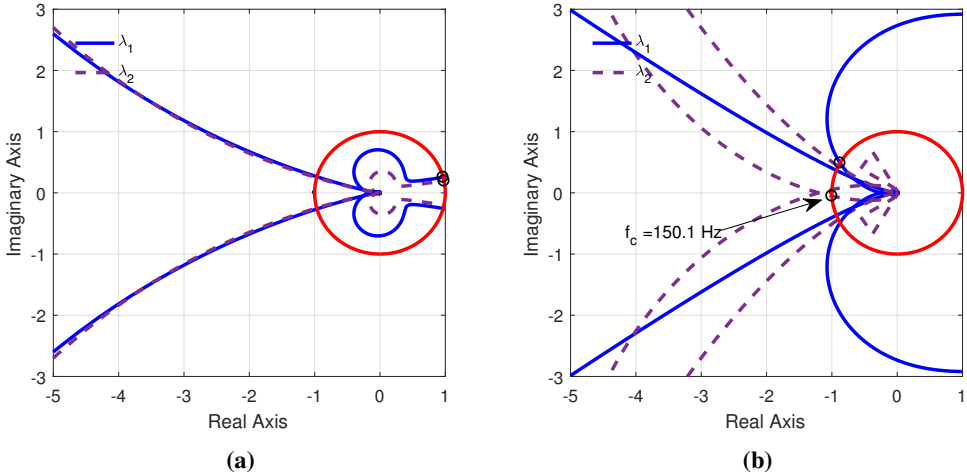 3
2
1
0
-1
-2
-3
Imaginary Axis
-5 -4 -3 -2 -1 0 1
Real Axis
λ1
λ2
(a)
3
2
1
0
-1
-2
-3
Imaginary Axis
-5 -4 -3 -2 -1 0 1
Real Axis
λ1
λ2
f_c =150.1 Hz
(b)